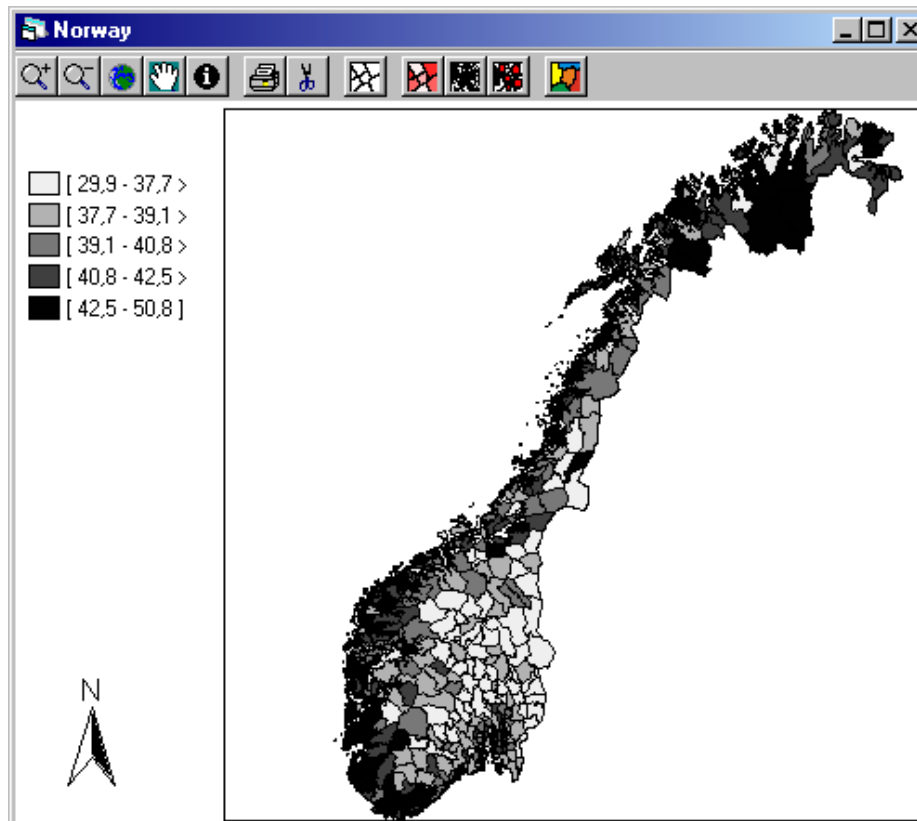 Norway
[ 29,9 - 37,7 >
[ 37,7 - 39,1 >
[ 39,1 - 40,8 >
[ 40,8 - 42,5 >
[ 42,5 - 50,8 ]
N